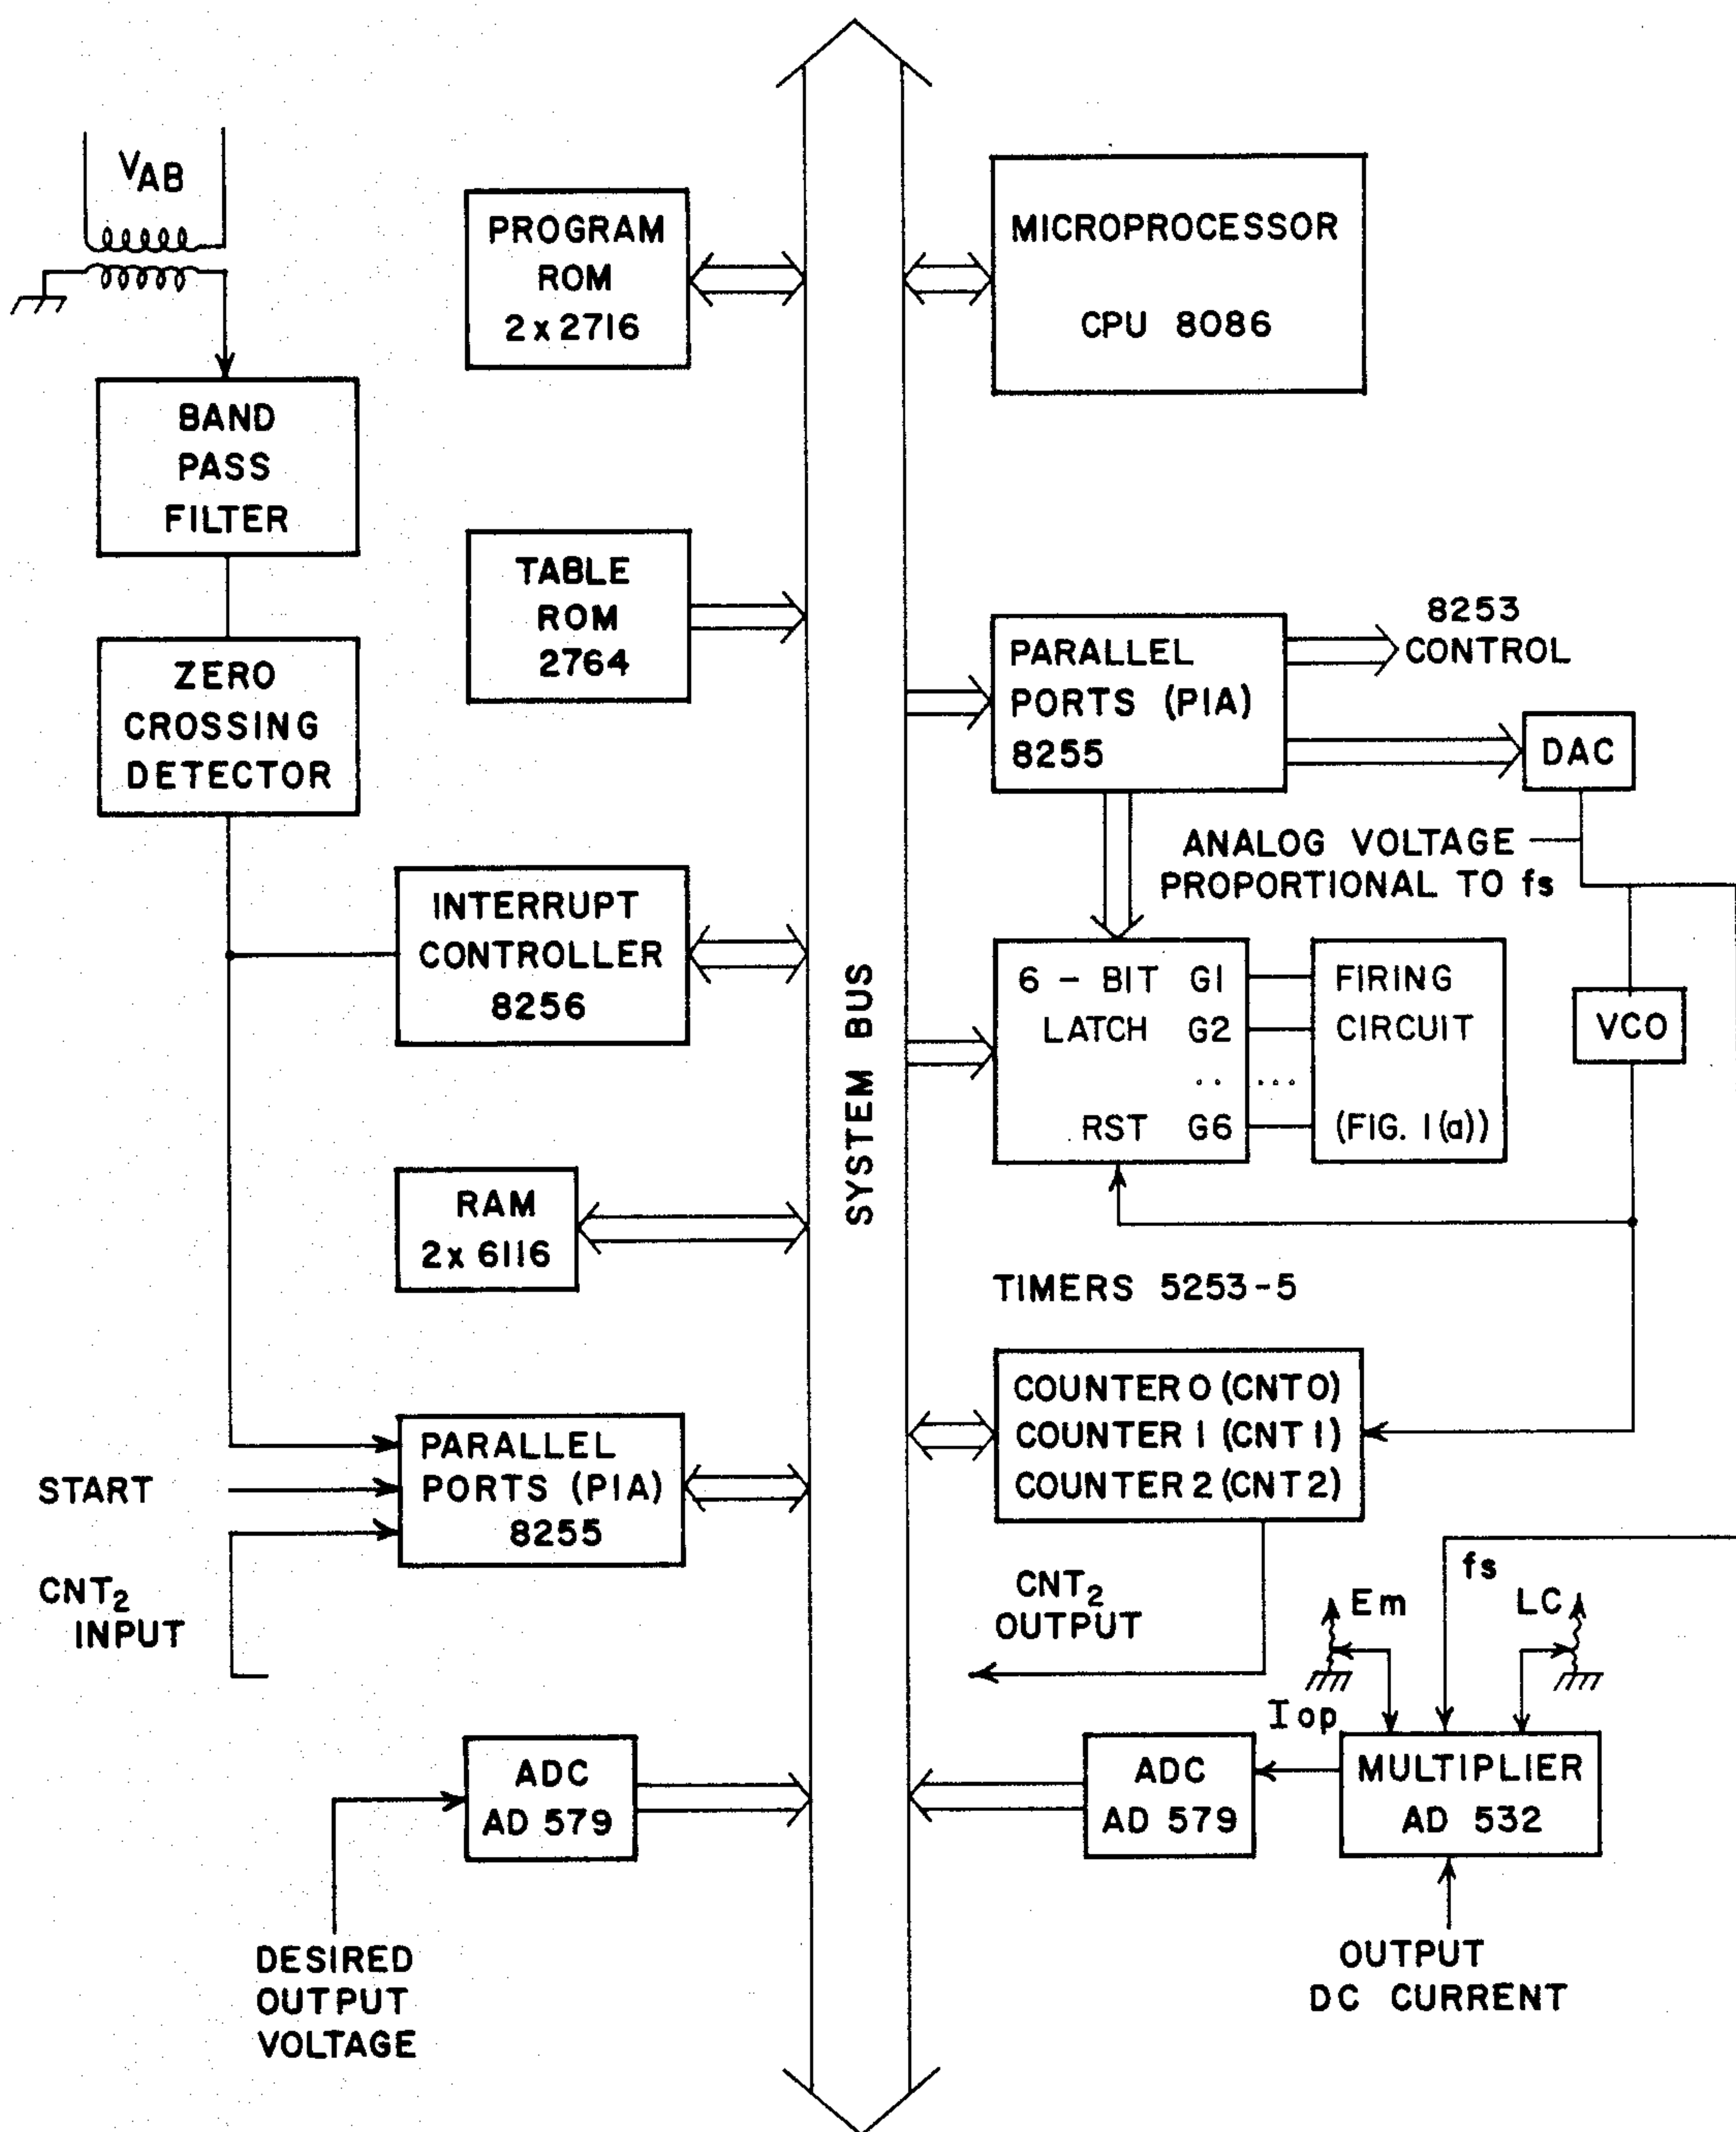 V_AB
PROGRAM
ROM
2 x 2716
MICROPROCESSOR
CPU 8086
BAND
PASS
FILTER
TABLE
ROM
2764
ZERO
CROSSING
DETECTOR
PARALLEL
PORTS (PIA)
8255
8253
CONTROL
DAC
ANALOG VOLTAGE
PROPORTIONAL TO fs
INTERRUPT
CONTROLLER
8256
SYSTEM BUS
6 - BIT G1
LATCH G2
.. ...
RST G6
FIRING
CIRCUIT
(FIG. 1(a))
VCO
RAM
2 x 6116
TIMERS 5253-5
COUNTER 0 (CNT0)
COUNTER 1 (CNT 1)
COUNTER 2 (CNT2)
START
CNT₂
INPUT
PARALLEL
PORTS (PIA)
8255
CNT₂
OUTPUT
fs
Em
LC
Iop
ADC
AD 579
ADC
AD 579
MULTIPLIER
AD 532
DESIRED
OUTPUT
VOLTAGE
OUTPUT
DC CURRENT